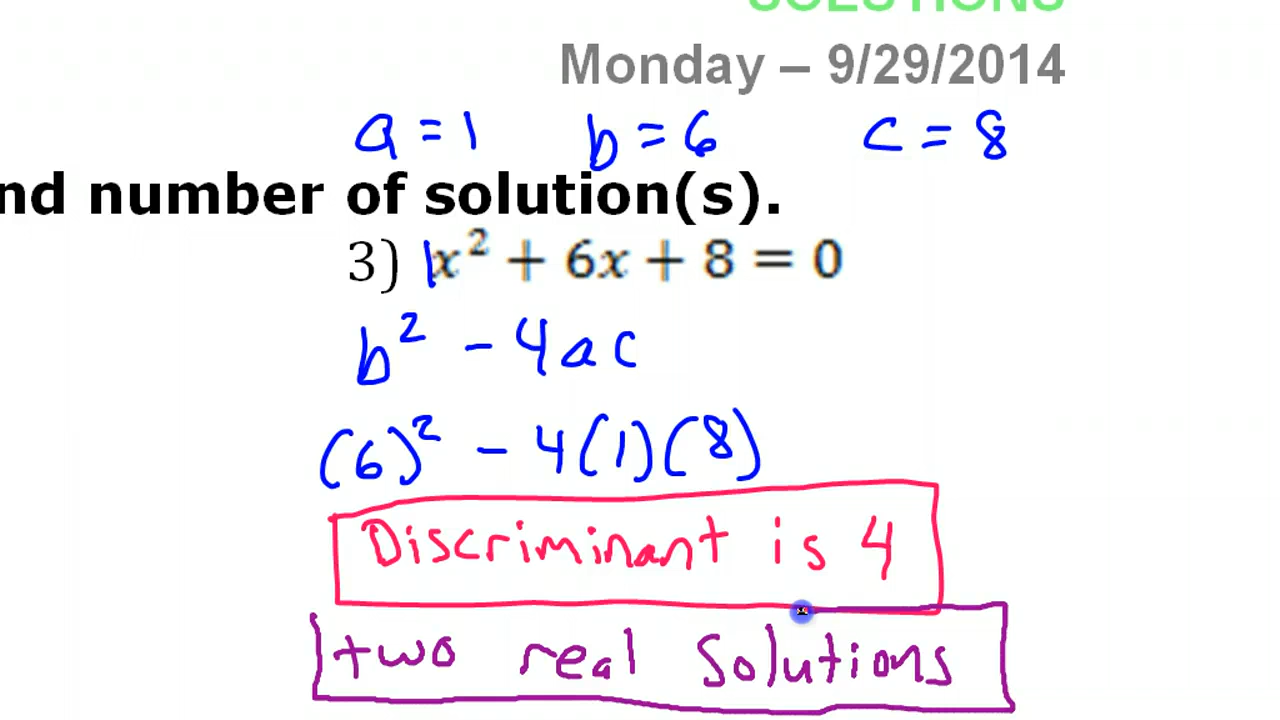 SOLUTIONS
Monday – 9/29/2014
a = 1 b = 6 c = 8
nd number of solution(s).
3) 1x² + 6x + 8 = 0
b² - 4ac
(6)² - 4(1)(8)
Discriminant is 4
two real solutions